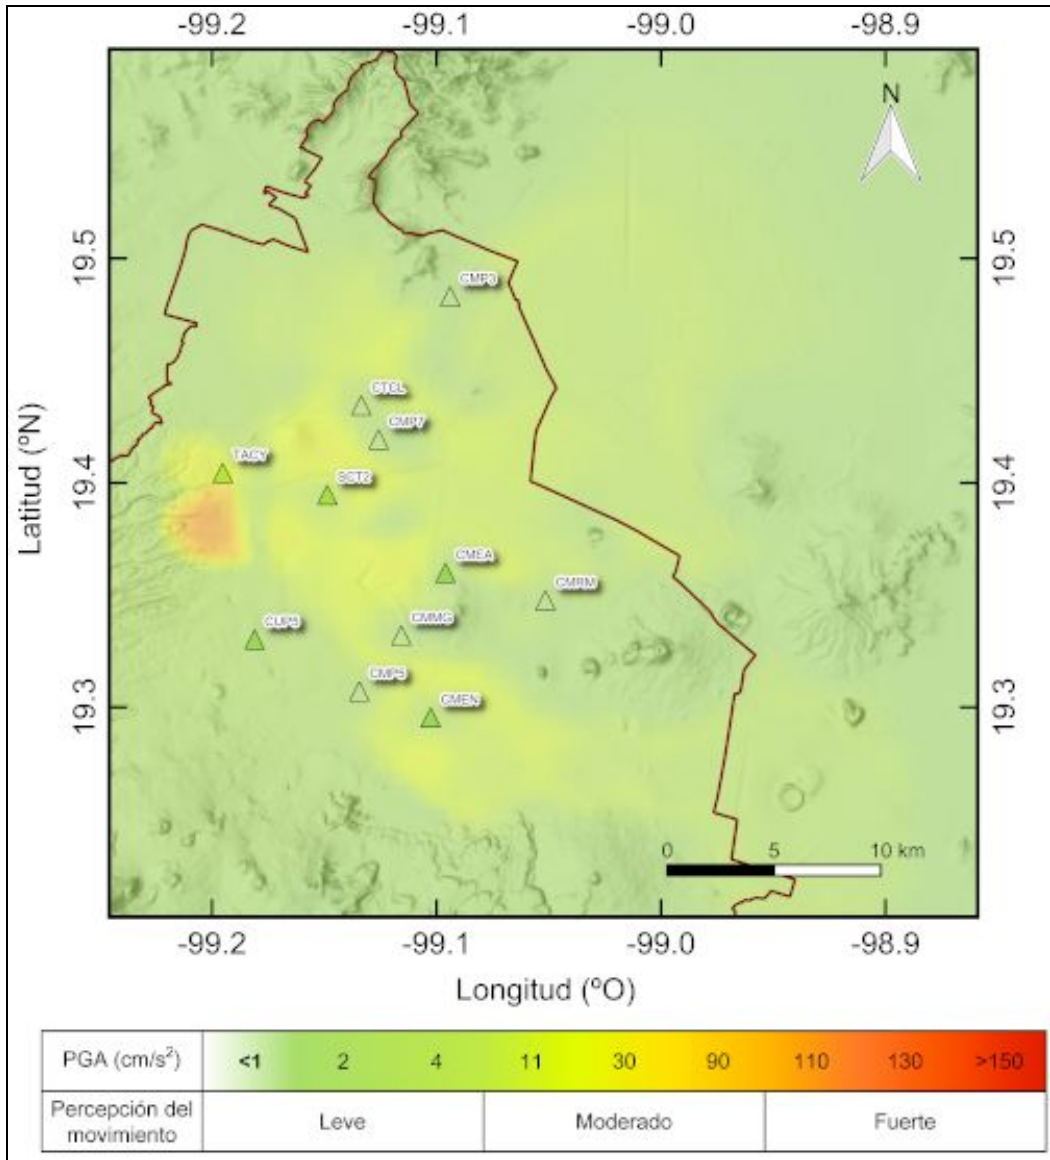 -99.2 -99.1 -99.0 -98.9
N
19.5 19.5
CMP3
CTCL
CMP7
TACY
19.4 19.4
SCT2
CMEA
CMRM
CMMG
CUP5
CMP5
19.3 19.3
CMEN
0 5 10 km
-99.2 -99.1 -99.0 -98.9
Latitud (ºN)
Longitud (ºO)
PGA (cm/s²) <1 2 4 11 30 90 110 130 >150
Percepción del
movimiento
Leve Moderado Fuerte